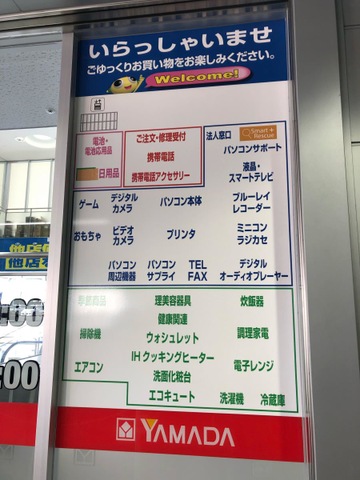 いらっしゃいませ
ごゆっくりお買い物をお楽しみください。
Welcome!
電池・
電池応用品
日用品
ご注文・修理受付
携帯電話
携帯電話アクセサリー
法人窓口
Smart
Rescue
パソコンサポート
液晶・
スマートテレビ
ゲーム
デジタル
カメラ
パソコン本体
ブルーレイ
レコーダー
おもちゃ
ビデオ
カメラ
プリンタ
ミニコン
ラジカセ
パソコン
周辺機器
パソコン
サプライ
TEL
FAX
デジタル
オーディオプレーヤー
季節商品
理美容器具
炊飯器
健康関連
掃除機
ウォシュレット
調理家電
IHクッキングヒーター
エアコン
洗面化粧台
電子レンジ
エコキュート
洗濯機
冷蔵庫
YAMADA
他店
他店
:00
:00